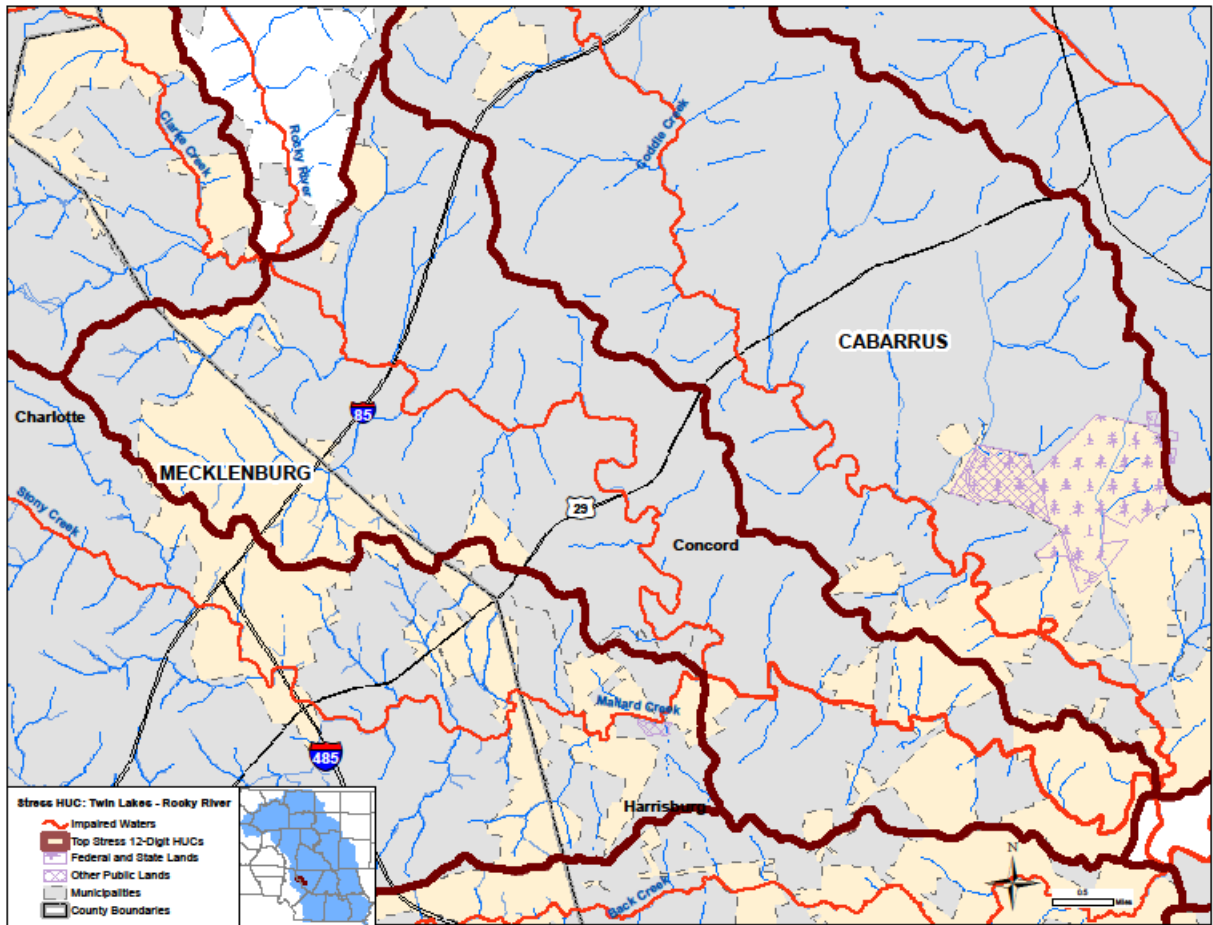 Clarke Creek
Rocky River
Coddle Creek
CABARRUS
Charlotte
85
MECKLENBURG
Stony Creek
29
Concord
Mallard Creek
485
Harrisburg
Back Creek
N
0.5
Miles
Stress HUC: Twin Lakes - Rocky River
Impaired Waters
Top Stress 12-Digit HUCs
Federal and State Lands
Other Public Lands
Municipalities
County Boundaries